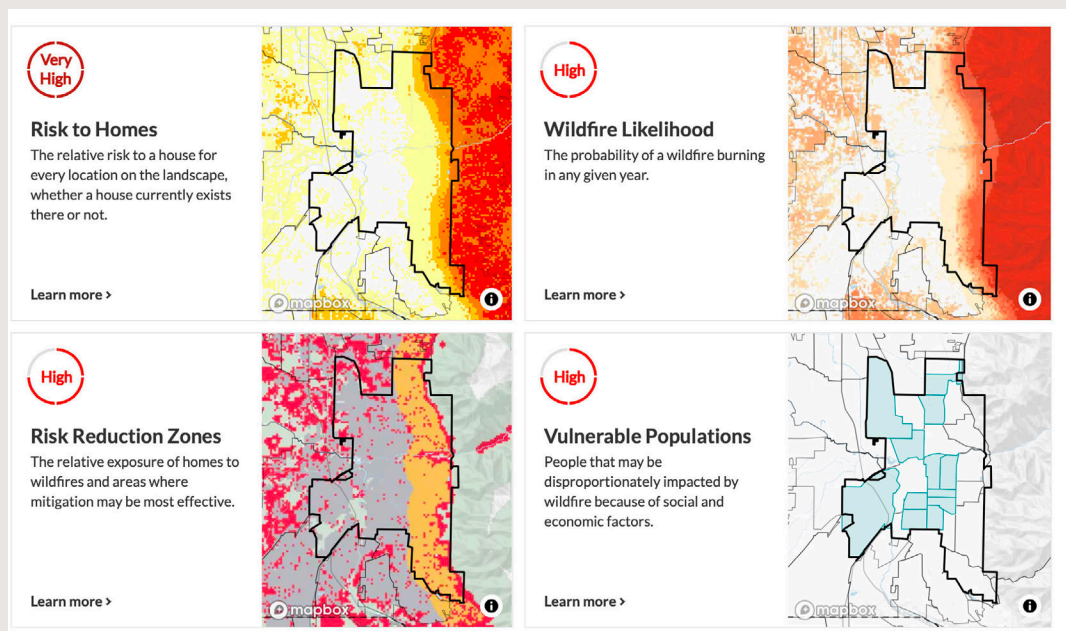 Very
High
Risk to Homes
The relative risk to a house for
every location on the landscape,
whether a house currently exists
there or not.
Learn more ›
mapbox
High
Wildfire Likelihood
The probability of a wildfire burning
in any given year.
Learn more ›
mapbox
High
Risk Reduction Zones
The relative exposure of homes to
wildfires and areas where
mitigation may be most effective.
Learn more ›
mapbox
High
Vulnerable Populations
People that may be
disproportionately impacted by
wildfire because of social and
economic factors.
Learn more ›
mapbox